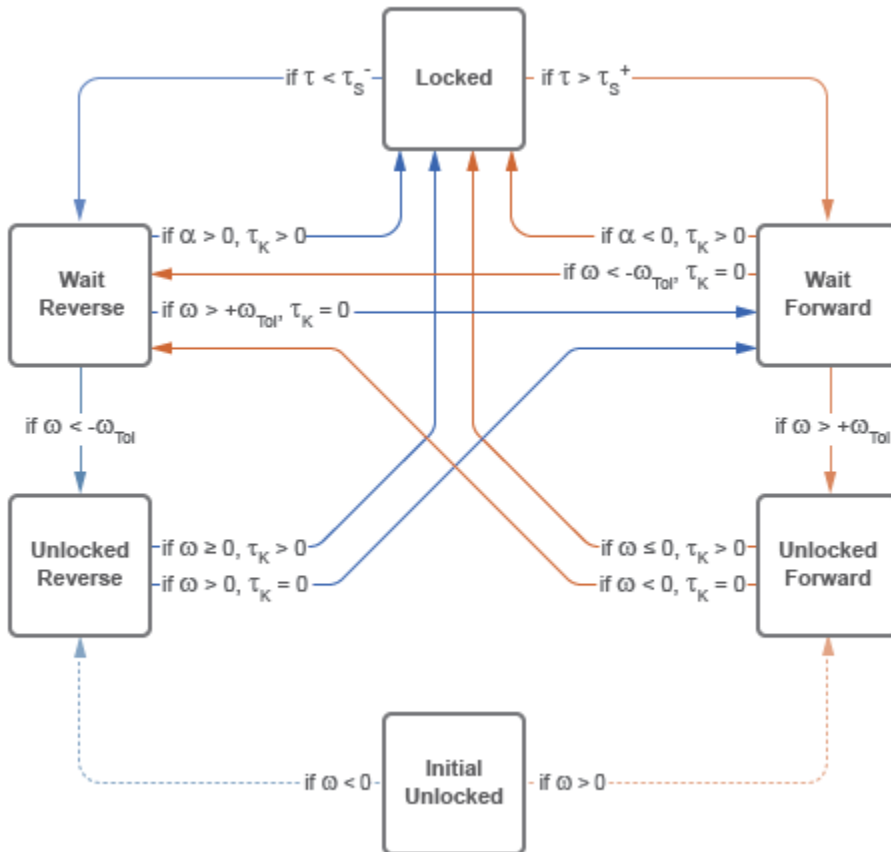 if τ < τS-
Locked
if τ > τS+
if α > 0, τK > 0
if α < 0, τK > 0
Wait
Reverse
if ω < -ωTol, τK = 0
Wait
Forward
if ω > +ωTol, τK = 0
if ω < -ωTol
if ω > +ωTol
Unlocked
Reverse
if ω ≥ 0, τK > 0
if ω > 0, τK = 0
if ω ≤ 0, τK > 0
if ω < 0, τK = 0
Unlocked
Forward
if ω < 0
Initial
Unlocked
if ω > 0